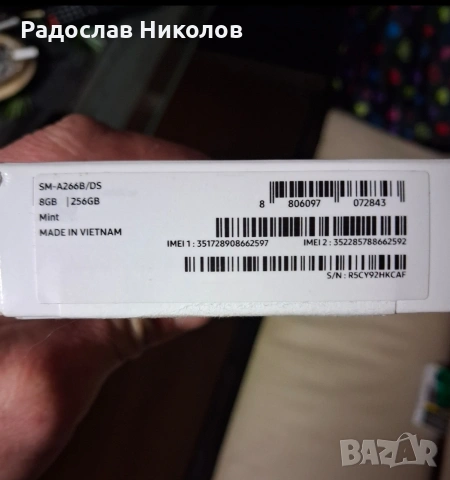 Радослав Николов
SM-A266B/DS
8GB | 256GB
Mint
MADE IN VIETNAM
8 806097 072843
IMEI 1 : 351728908662597
IMEI 2 : 352285788662592
S/N : R5CY92HKCAF
BAZAR